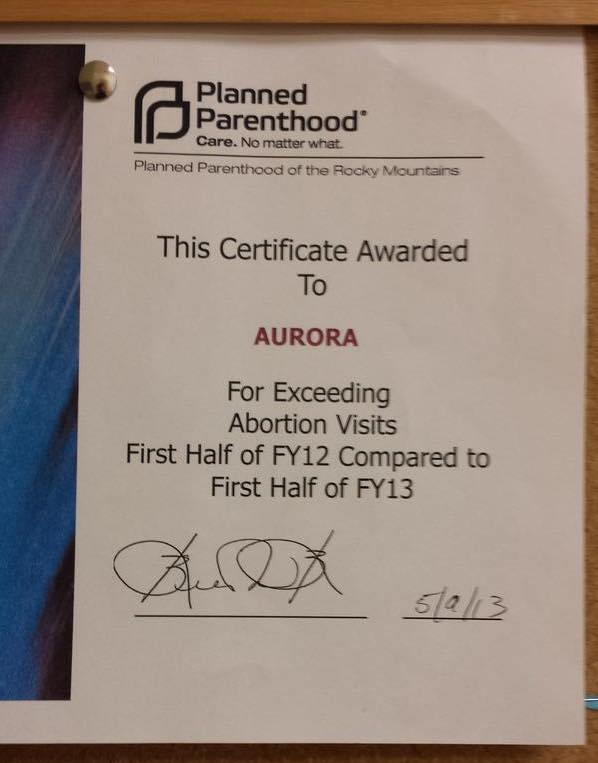 Planned
Parenthood®
Care. No matter what.
Planned Parenthood of the Rocky Mountains
This Certificate Awarded
To
AURORA
For Exceeding
Abortion Visits
First Half of FY12 Compared to
First Half of FY13
5/9/13